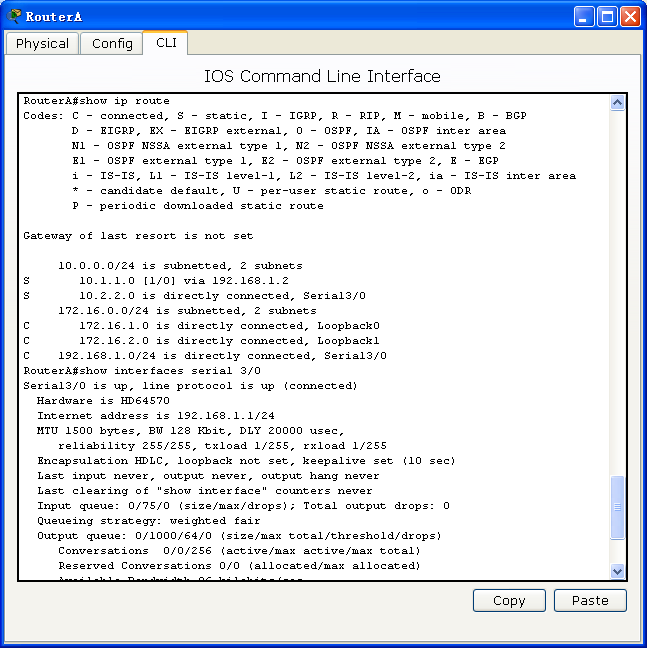 RouterA
Physical Config CLI
IOS Command Line Interface
RouterA#show ip route
Codes: C - connected, S - static, I - IGRP, R - RIP, M - mobile, B - BGP
D - EIGRP, EX - EIGRP external, O - OSPF, IA - OSPF inter area
N1 - OSPF NSSA external type 1, N2 - OSPF NSSA external type 2
E1 - OSPF external type 1, E2 - OSPF external type 2, E - EGP
i - IS-IS, L1 - IS-IS level-1, L2 - IS-IS level-2, ia - IS-IS inter area
* - candidate default, U - per-user static route, o - ODR
P - periodic downloaded static route
Gateway of last resort is not set
10.0.0.0/24 is subnetted, 2 subnets
S 10.1.1.0 [1/0] via 192.168.1.2
S 10.2.2.0 is directly connected, Serial3/0
172.16.0.0/24 is subnetted, 2 subnets
C 172.16.1.0 is directly connected, Loopback0
C 172.16.2.0 is directly connected, Loopback1
C 192.168.1.0/24 is directly connected, Serial3/0
RouterA#show interfaces serial 3/0
Serial3/0 is up, line protocol is up (connected)
Hardware is HD64570
Internet address is 192.168.1.1/24
MTU 1500 bytes, BW 128 Kbit, DLY 20000 usec,
reliability 255/255, txload 1/255, rxload 1/255
Encapsulation HDLC, loopback not set, keepalive set (10 sec)
Last input never, output never, output hang never
Last clearing of "show interface" counters never
Input queue: 0/75/0 (size/max/drops); Total output drops: 0
Queueing strategy: weighted fair
Output queue: 0/1000/64/0 (size/max total/threshold/drops)
Conversations 0/0/256 (active/max active/max total)
Reserved Conversations 0/0 (allocated/max allocated)
Available Bandwidth 96 kilobits/sec
Copy Paste